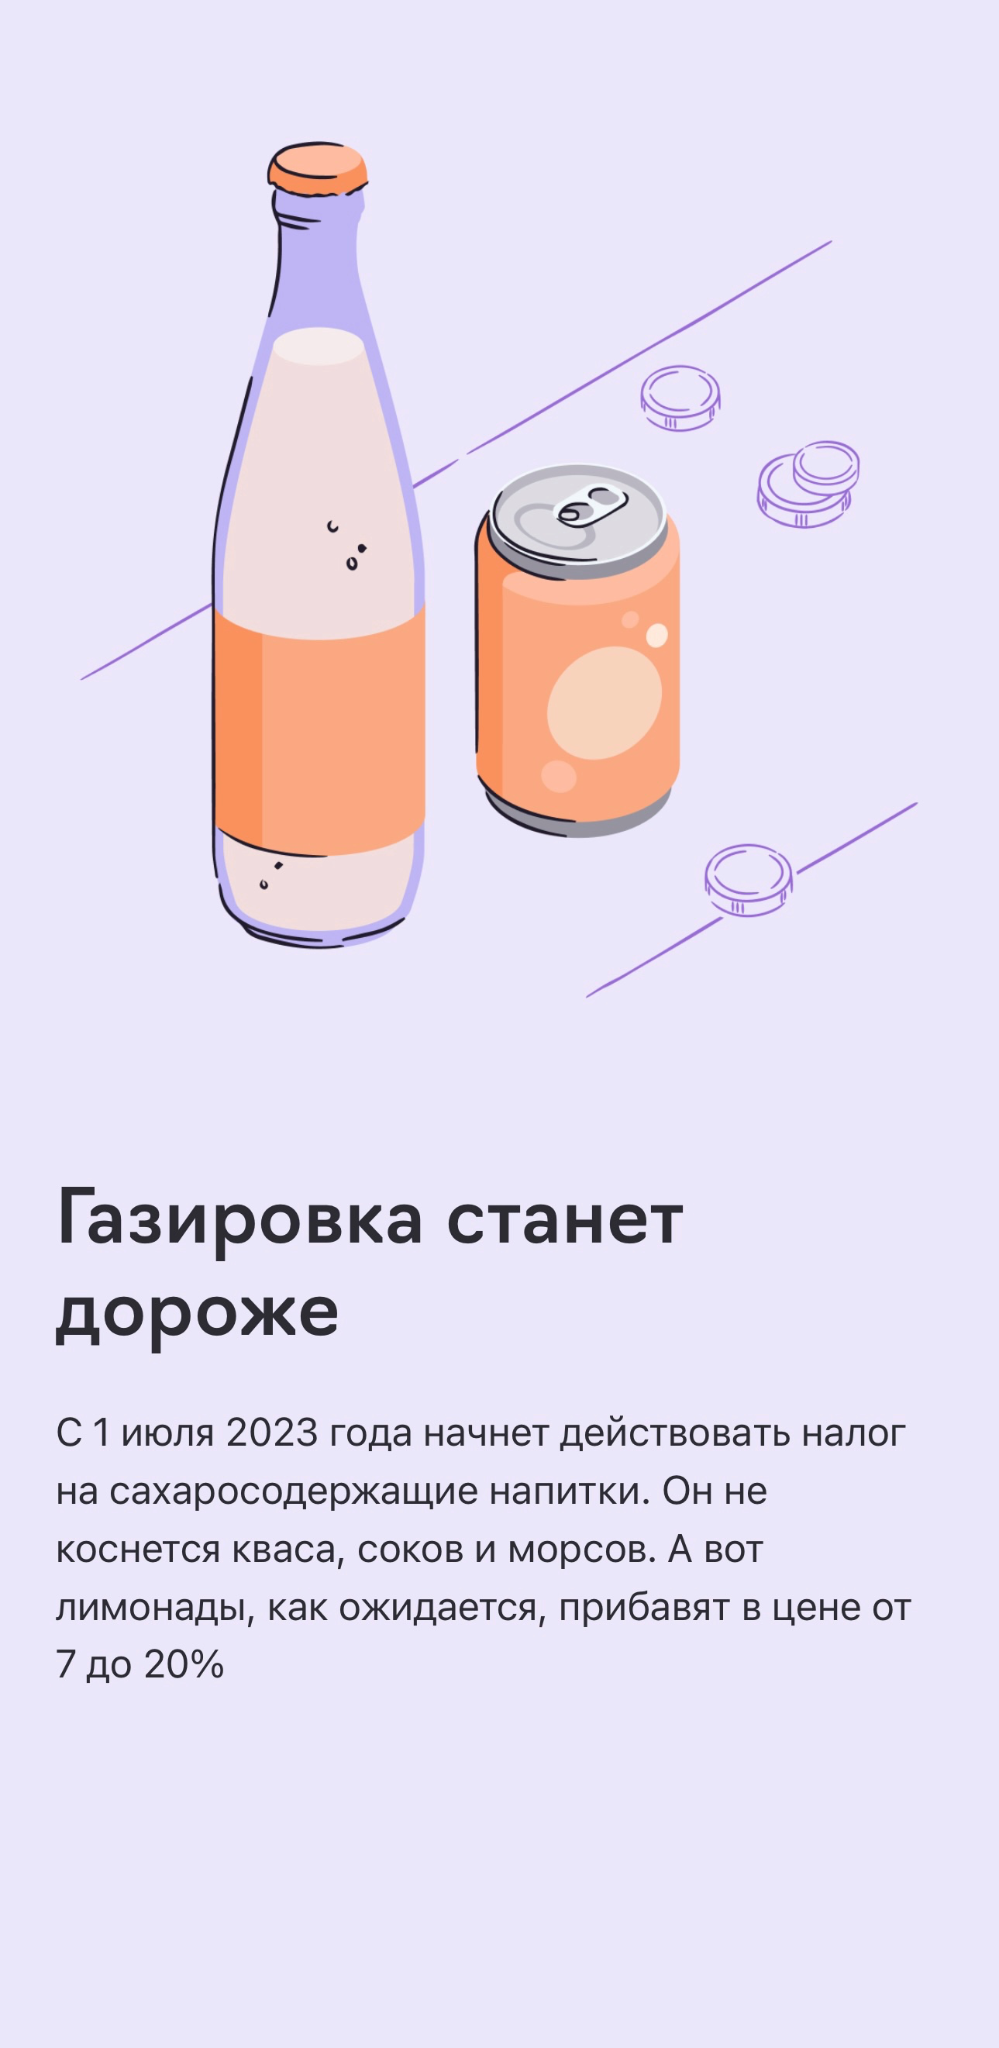 Газировка станет
дороже
С 1 июля 2023 года начнет действовать налог
на сахаросодержащие напитки. Он не
коснется кваса, соков и морсов. А вот
лимонады, как ожидается, прибавят в цене от
7 до 20%